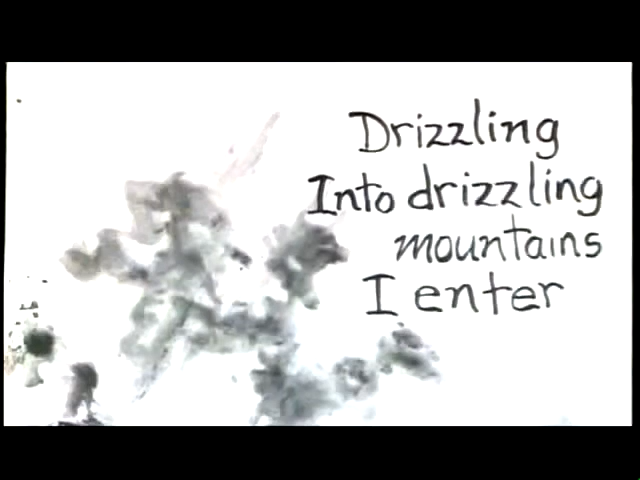 Drizzling
Into drizzling
mountains
I enter